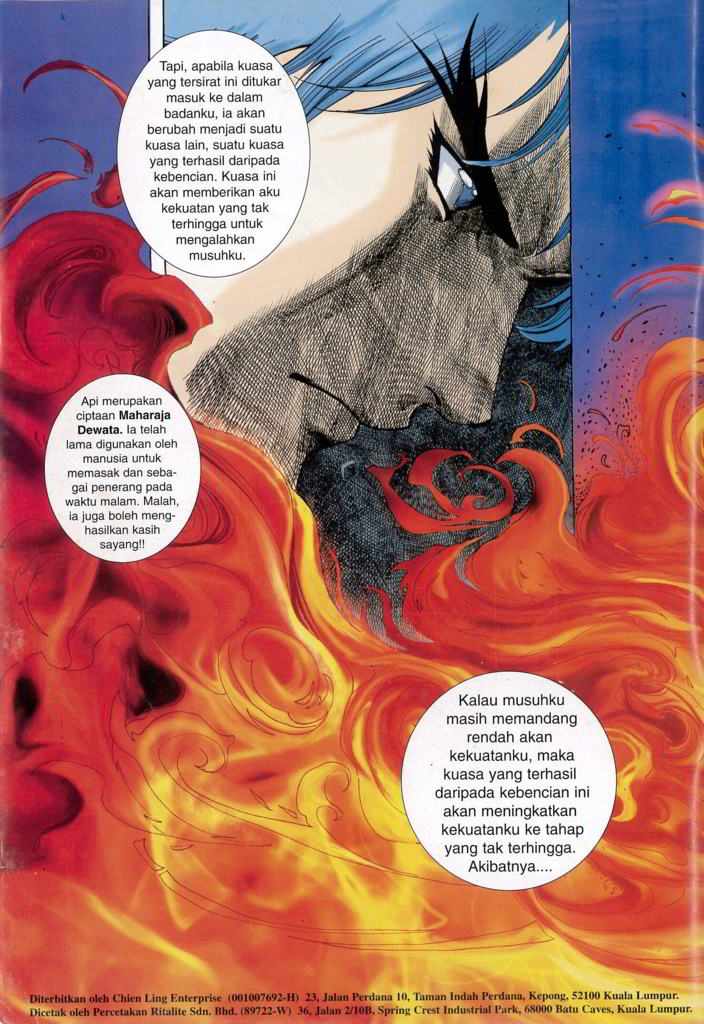 Tapi, apabila kuasa
yang tersirat ini ditukar
masuk ke dalam
badanku, ia akan
berubah menjadi suatu
kuasa lain, suatu kuasa
yang terhasil daripada
kebencian. Kuasa ini
akan memberikan aku
kekuatan yang tak
terhingga untuk
mengalahkan
musuhku.
Api merupakan
ciptaan Maharaja
Dewata. Ia telah
lama digunakan oleh
manusia untuk
memasak dan seba-
gai penerang pada
waktu malam. Malah,
ia juga boleh meng-
hasilkan kasih
sayang!!
Kalau musuhku
masih memandang
rendah akan
kekuatanku, maka
kuasa yang terhasil
daripada kebencian ini
akan meningkatkan
kekuatanku ke tahap
yang tak terhingga.
Akibatnya....
Diterbitkan oleh Chien Ling Enterprise (001007692-H) 23, Jalan Perdana 10, Taman Indah Perdana, Kepong, 52100 Kuala Lumpur.
Dicetak oleh Percetakan Ritalite Sdn. Bhd. (89722-W) 36, Jalan 2/10B, Spring Crest Industrial Park, 68000 Batu Caves, Kuala Lumpur.